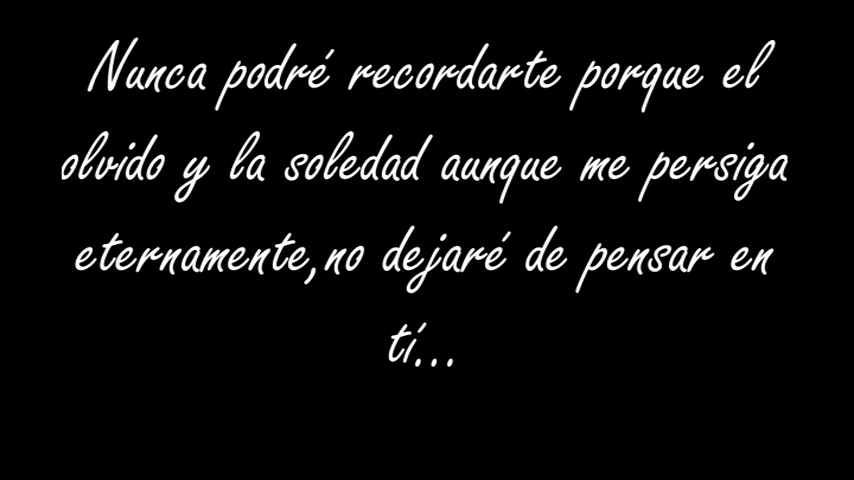 Nunca podré recordarte porque el
olvido y la soledad aunque me persiga
eternamente,no dejaré de pensar en
tí...